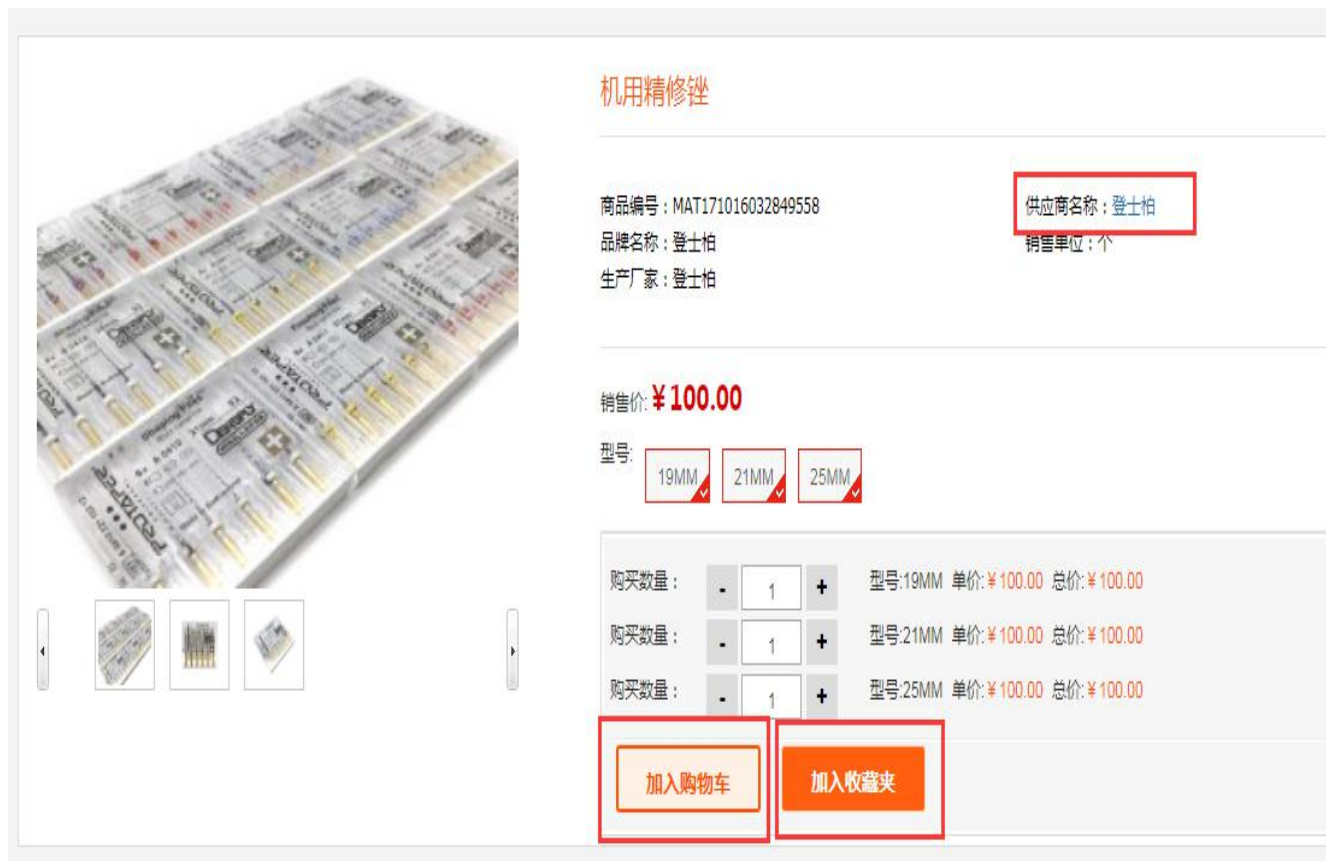 机用精修锉
商品编号：MAT171016032849558
供应商名称：登士柏
品牌名称：登士柏
销售单位：个
生产厂家：登士柏
销售价: ¥100.00
型号:
19MM
21MM
25MM
购买数量： - 1 + 型号:19MM 单价:¥100.00 总价:¥100.00
购买数量： - 1 + 型号:21MM 单价:¥100.00 总价:¥100.00
购买数量： - 1 + 型号:25MM 单价:¥100.00 总价:¥100.00
加入购物车
加入收藏夹
PROTAPER